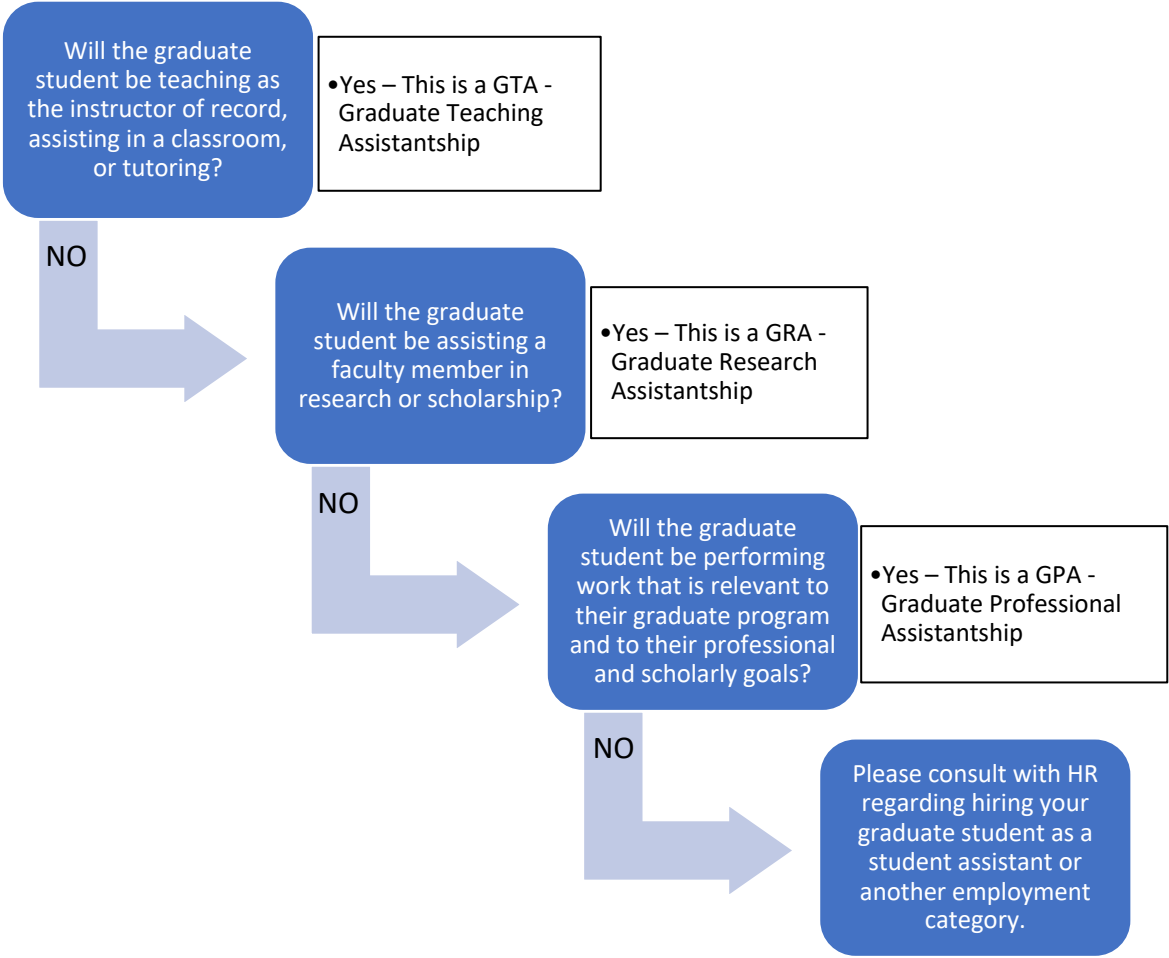 Will the graduate
student be teaching as
the instructor of record,
assisting in a classroom,
or tutoring?
•Yes – This is a GTA -
Graduate Teaching
Assistantship
NO
Will the graduate
student be assisting a
faculty member in
research or scholarship?
•Yes – This is a GRA -
Graduate Research
Assistantship
NO
Will the graduate
student be performing
work that is relevant to
their graduate program
and to their professional
and scholarly goals?
•Yes – This is a GPA -
Graduate Professional
Assistantship
NO
Please consult with HR
regarding hiring your
graduate student as a
student assistant or
another employment
category.